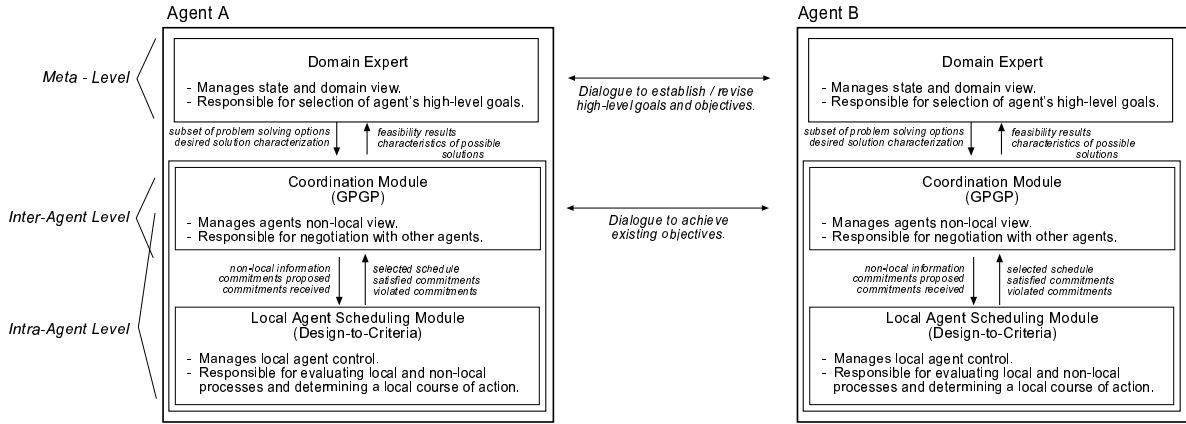 Agent A
Agent B
Meta - Level
Domain Expert
- Manages state and domain view.
- Responsible for selection of agent's high-level goals.
Dialogue to establish / revise
high-level goals and objectives.
Domain Expert
- Manages state and domain view.
- Responsible for selection of agent's high-level goals.
subset of problem solving options
desired solution characterization
feasibility results
characteristics of possible
solutions
subset of problem solving options
desired solution characterization
feasibility results
characteristics of possible
solutions
Inter-Agent Level
Coordination Module
(GPGP)
- Manages agents non-local view.
- Responsible for negotiation with other agents.
Dialogue to achieve
existing objectives.
Coordination Module
(GPGP)
- Manages agents non-local view.
- Responsible for negotiation with other agents.
non-local information
commitments proposed
commitments received
selected schedule
satisfied commitments
violated commitments
non-local information
commitments proposed
commitments received
selected schedule
satisfied commitments
violated commitments
Intra-Agent Level
Local Agent Scheduling Module
(Design-to-Criteria)
- Manages local agent control.
- Responsible for evaluating local and non-local
processes and determining a local course of action.
Local Agent Scheduling Module
(Design-to-Criteria)
- Manages local agent control.
- Responsible for evaluating local and non-local
processes and determining a local course of action.